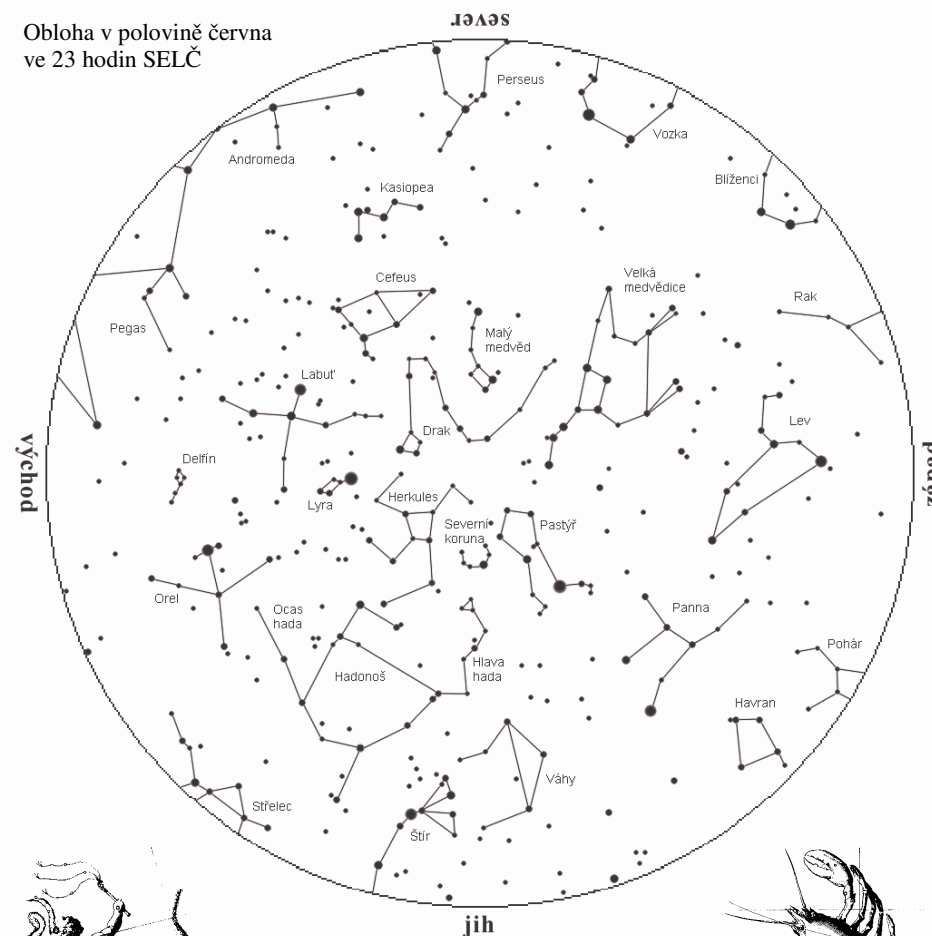 Obloha v polovině června
ve 23 hodin SELČ
sever
Perseus
Vozka
Andromeda
Blíženci
Kasiopea
Cefeus
Velká
medvědice
Rak
Pegas
Malý
medvěd
Labuť
Drak
Lev
východ
západ
Delfín
Lyra
Herkules
Severní
koruna
Pastýř
Orel
Ocas
hada
Panna
Hadonoš
Hlava
hada
Pohár
Havran
Váhy
Střelec
Štír
jih